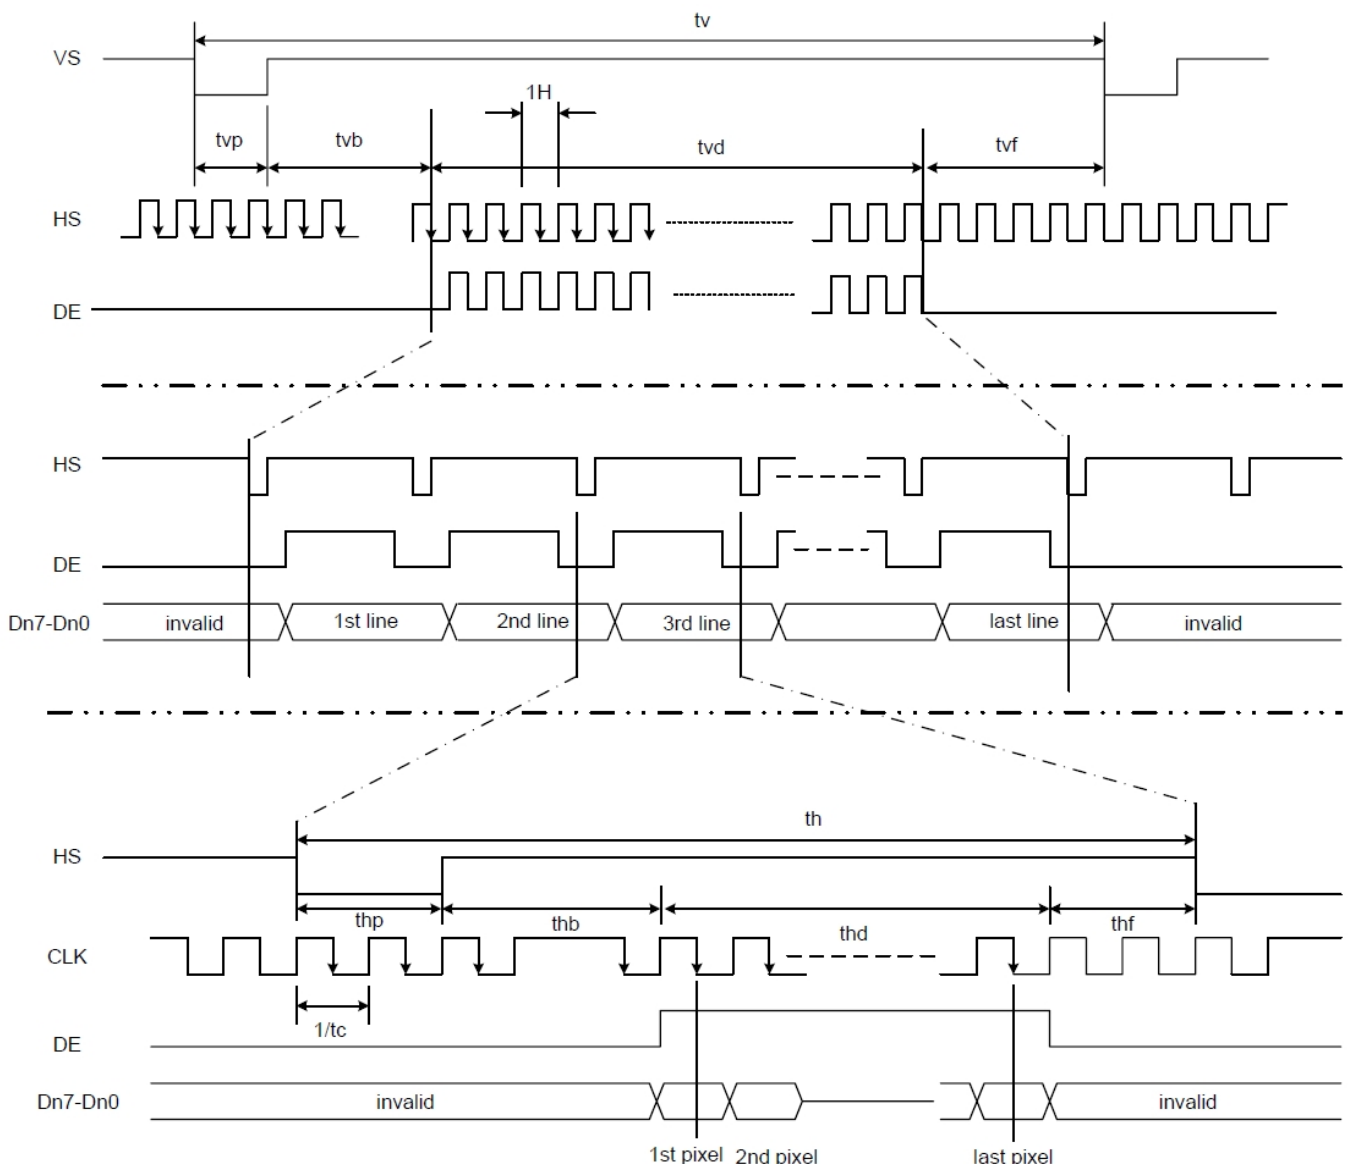 tv
VS
1H
tvp
tvb
tvd
tvf
HS
DE
HS
DE
Dn7-Dn0
invalid
1st line
2nd line
3rd line
last line
invalid
th
HS
thp
thb
thd
thf
CLK
1/tc
DE
Dn7-Dn0
invalid
invalid
1st pixel
2nd pixel
last pixel